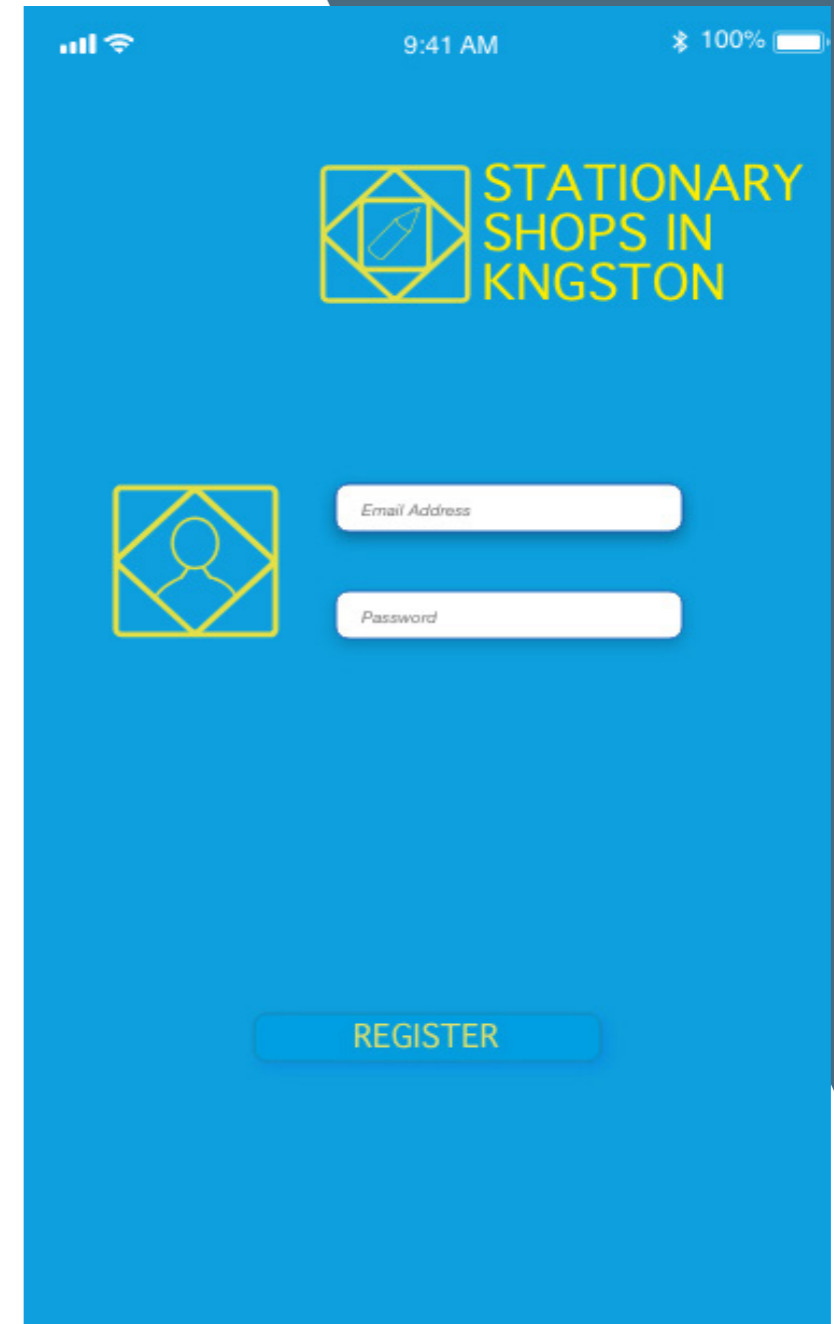 9:41 AM 100%
STATIONARY
SHOPS IN
KNGSTON
Email Address
Password
REGISTER